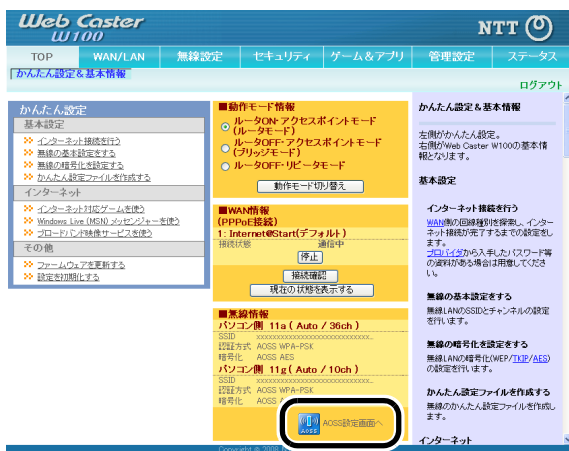 Web Caster
W100
NTT
TOP WAN/LAN 無線設定 セキュリティ ゲーム&アプリ 管理設定 ステータス
かんたん設定&基本情報
ログアウト
かんたん設定
基本設定
インターネット接続を行う
無線の基本設定をする
無線の暗号化を設定する
かんたん設定ファイルを作成する
インターネット
インターネット対応ゲームを使う
Windows Live (MSN) メッセンジャーを使う
ブロードバンド映像サービスを使う
その他
ファームウェアを更新する
設定を初期化する
■動作モード情報
ルータON・アクセスポイントモード
(ルータモード)
ルータOFF・アクセスポイントモード
(ブリッジモード)
ルータOFF・リピータモード
動作モード切り替え
■WAN情報
(PPPoE接続)
1: Internet@Start(デフォルト)
接続状態 通信中
停止
接続確認
現在の状態を表示する
■無線情報
パソコン側 11a ( Auto / 36ch )
SSID
認証方式 AOSS WPA-PSK
暗号化 AOSS AES
パソコン側 11g ( Auto / 10ch )
SSID
認証方式 AOSS WPA-PSK
暗号化 AOSS
AOSS
AOSS設定画面へ
かんたん設定&基本情報
左側がかんたん設定。
右側がWeb Caster W100の基本情
報となります。
基本設定
インターネット接続を行う
WAN側の回線種別を探索し、インター
ネット接続が完了するまでの設定をし
ます。
プロバイダから入手したパスワード等
の資料がある場合は用意してくださ
い。
無線の基本設定をする
無線LANのSSIDとチャンネルの設定
を行います。
無線の暗号化を設定をする
無線LANの暗号化(WEP/TKIP/AES)
の設定を行います。
かんたん設定ファイルを作成する
無線のかんたん設定ファイルを作成し
ます。
インターネット